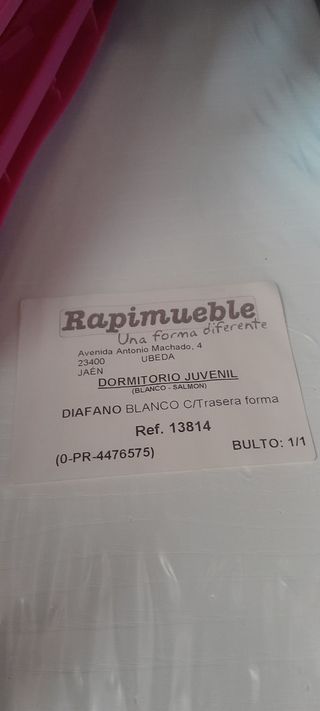 Rapimueble
Una forma diferente
Avenida Antonio Machado, 4
23400 UBEDA
JAÉN
DORMITORIO JUVENIL
(BLANCO - SALMON)
DIAFANO BLANCO C/Trasera forma
Ref. 13814
(0-PR-4476575) BULTO: 1/1